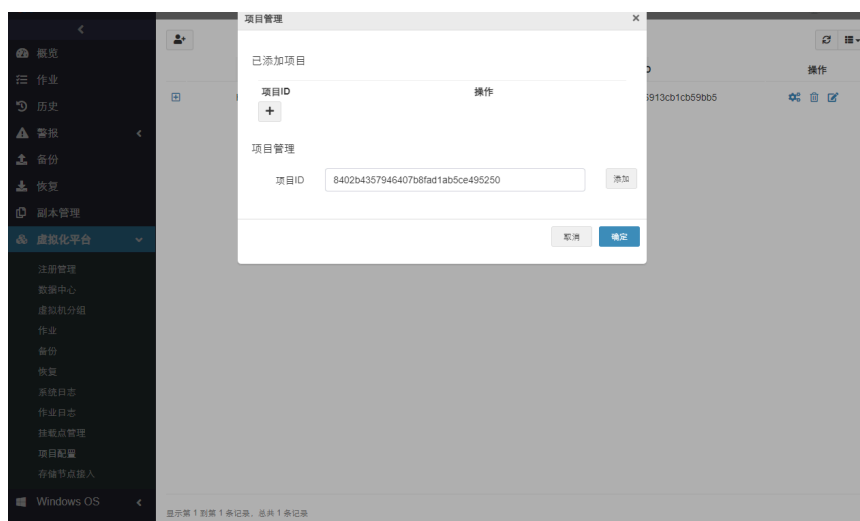 项目管理
×
概览
作业
历史
警报
备份
恢复
副本管理
虚拟化平台
注册管理
数据中心
虚拟机分组
作业
备份
恢复
系统日志
作业日志
挂载点管理
项目配置
存储节点接入
Windows OS
已添加项目
项目ID 操作
+
项目管理
项目ID 8402b4357946407b8fad1ab5ce495250 添加
取消 确定
操作
6913cb1cb59bb5
显示第 1 到第 1 条记录,总共 1 条记录